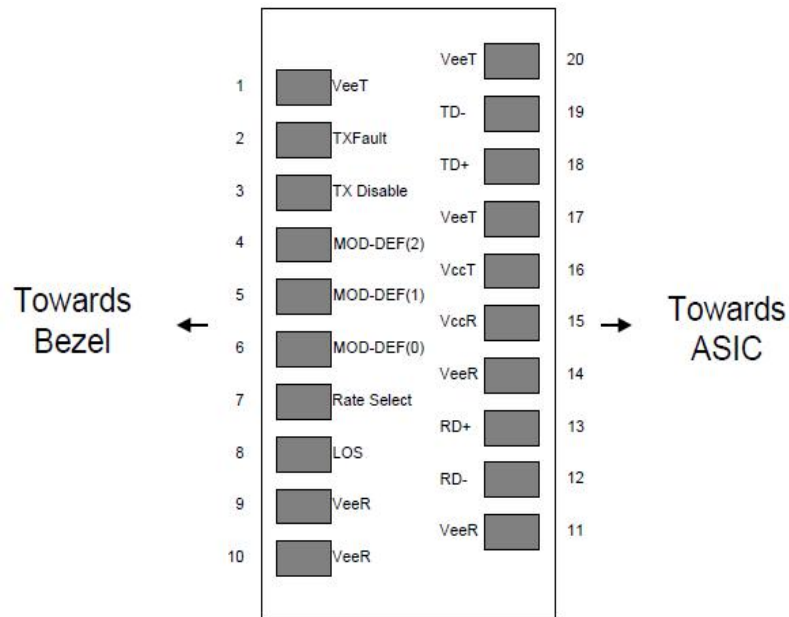 VeeT 20
1 VeeT
TD- 19
2 TXFault
TD+ 18
3 TX Disable
VeeT 17
4 MOD-DEF(2)
VccT 16
5 MOD-DEF(1)
VccR 15
6 MOD-DEF(0)
VeeR 14
7 Rate Select
RD+ 13
8 LOS
RD- 12
9 VeeR
VeeR 11
10 VeeR
Towards
Bezel
Towards
ASIC